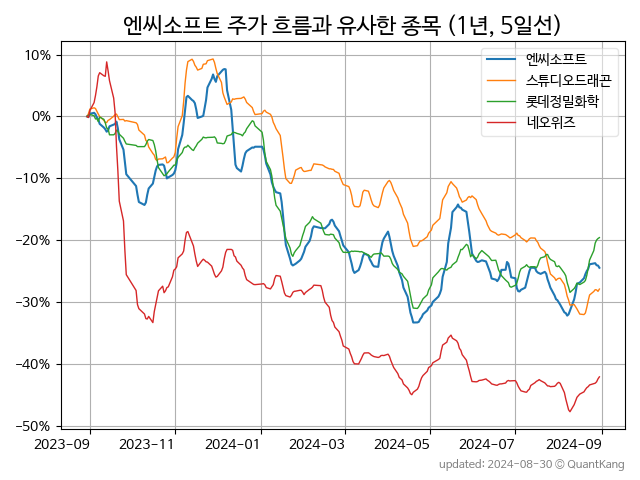 엔씨소프트 주가 흐름과 유사한 종목 (1년, 5일선)
엔씨소프트
스튜디오드래곤
롯데정밀화학
네오위즈
10%
0%
−10%
−20%
−30%
−40%
−50%
2023-09
2023-11
2024-01
2024-03
2024-05
2024-07
2024-09
updated: 2024-08-30 © QuantKang